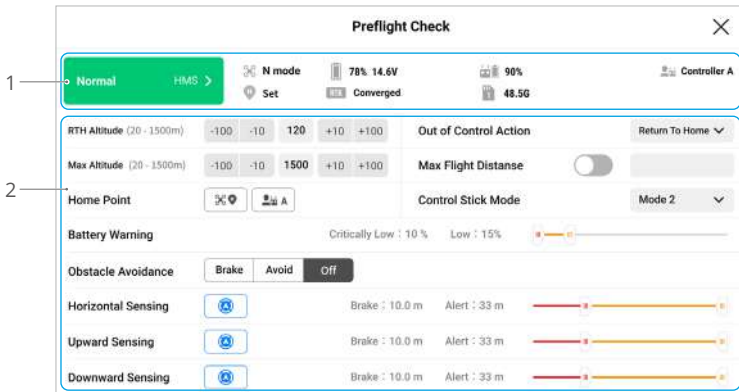 Preflight Check
1
Normal HMS N mode 78% 14.6V 90% Controller A
Set RTK Converged 48.5G
RTH Altitude (20 - 1500m) -100 -10 120 +10 +100 Out of Control Action Return To Home
Max Altitude (20 - 1500m) -100 -10 1500 +10 +100 Max Flight Distanse
2
Home Point A Control Stick Mode Mode 2
Battery Warning Critically Low : 10 % Low : 15%
Obstacle Avoidance Brake Avoid Off
Horizontal Sensing Brake : 10.0 m Alert : 33 m
Upward Sensing Brake : 10.0 m Alert : 33 m
Downward Sensing Brake : 10.0 m Alert : 33 m